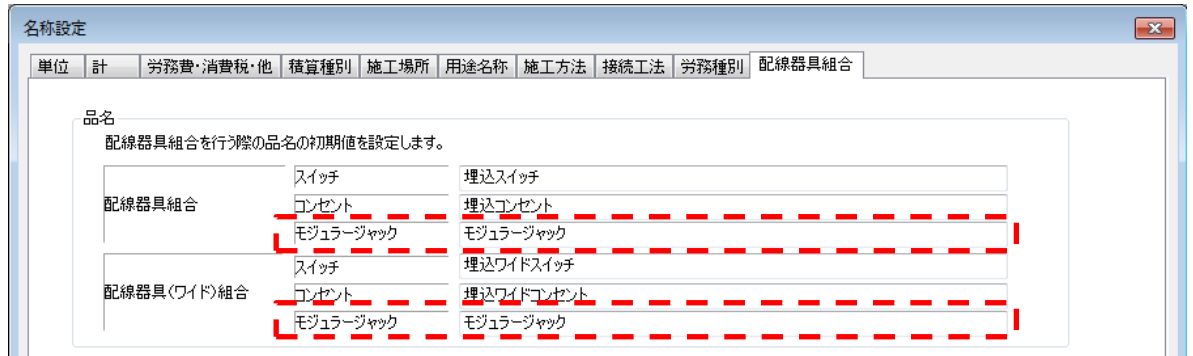 名称設定
単位 計 労務費・消費税・他 積算種別 施工場所 用途名称 施工方法 接続工法 労務種別 配線器具組合
品名
配線器具組合を行う際の品名の初期値を設定します。
スイッチ 埋込スイッチ
配線器具組合 コンセント 埋込コンセント
モジュラージャック モジュラージャック
スイッチ 埋込ワイドスイッチ
配線器具(ワイド)組合 コンセント 埋込ワイドコンセント
モジュラージャック モジュラージャック